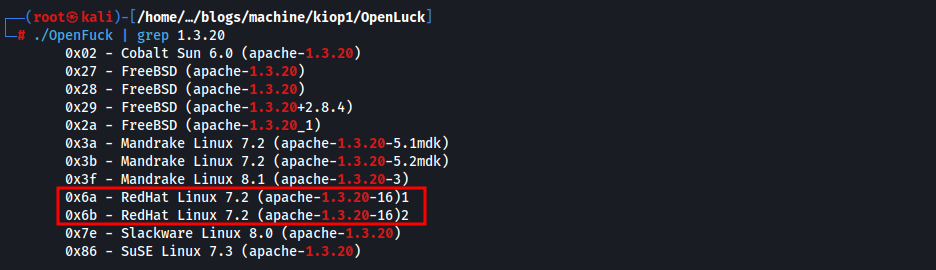 (root㉿kali)-[/home/…/blogs/machine/kiop1/OpenLuck]
# ./OpenFuck | grep 1.3.20
0x02 - Cobalt Sun 6.0 (apache-1.3.20)
0x27 - FreeBSD (apache-1.3.20)
0x28 - FreeBSD (apache-1.3.20)
0x29 - FreeBSD (apache-1.3.20+2.8.4)
0x2a - FreeBSD (apache-1.3.20_1)
0x3a - Mandrake Linux 7.2 (apache-1.3.20-5.1mdk)
0x3b - Mandrake Linux 7.2 (apache-1.3.20-5.2mdk)
0x3f - Mandrake Linux 8.1 (apache-1.3.20-3)
0x6a - RedHat Linux 7.2 (apache-1.3.20-16)1
0x6b - RedHat Linux 7.2 (apache-1.3.20-16)2
0x7e - Slackware Linux 8.0 (apache-1.3.20)
0x86 - SuSE Linux 7.3 (apache-1.3.20)